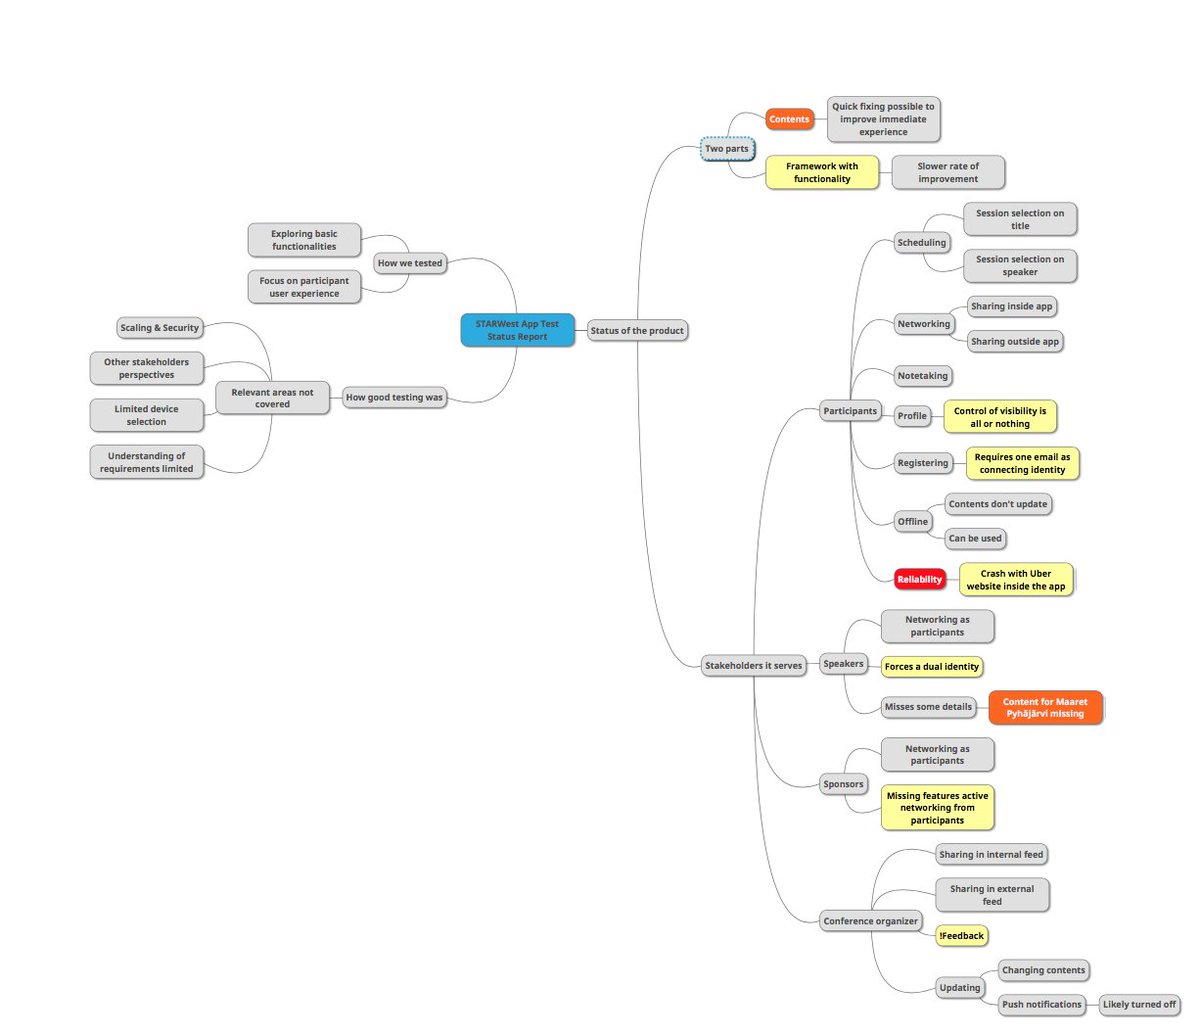 STARWest App Test
Status Report
How we tested
Exploring basic
functionalities
Focus on participant
user experience
How good testing was
Relevant areas not
covered
Scaling & Security
Other stakeholders
perspectives
Limited device
selection
Understanding of
requirements limited
Status of the product
Two parts
Contents
Quick fixing possible to
improve immediate
experience
Framework with
functionality
Slower rate of
improvement
Stakeholders it serves
Participants
Scheduling
Session selection on
title
Session selection on
speaker
Networking
Sharing inside app
Sharing outside app
Notetaking
Profile
Control of visibility is
all or nothing
Registering
Requires one email as
connecting identity
Offline
Contents don't update
Can be used
Reliability
Crash with Uber
website inside the app
Speakers
Networking as
participants
Forces a dual identity
Misses some details
Content for Maaret
Pyhäjärvi missing
Sponsors
Networking as
participants
Missing features active
networking from
participants
Conference organizer
Sharing in internal feed
Sharing in external
feed
!Feedback
Updating
Changing contents
Push notifications
Likely turned off